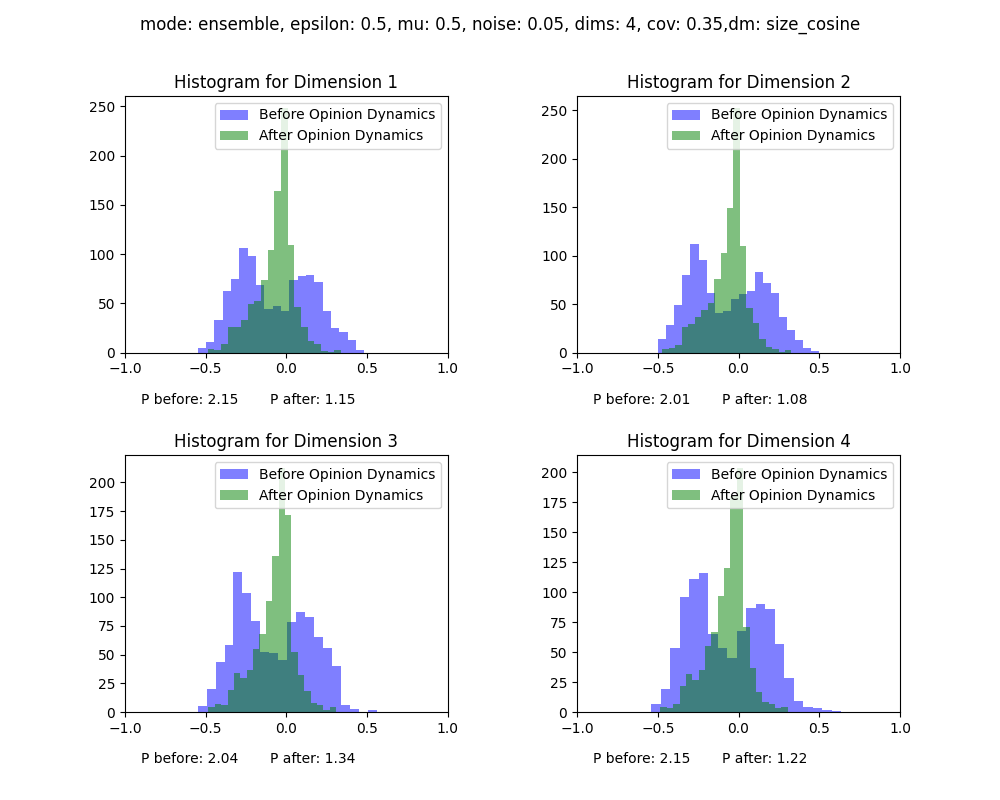 mode: ensemble, epsilon: 0.5, mu: 0.5, noise: 0.05, dims: 4, cov: 0.35,dm: size_cosine
Histogram for Dimension 1
Before Opinion Dynamics
After Opinion Dynamics
250
200
150
100
50
0
−1.0 −0.5 0.0 0.5 1.0
P before: 2.15 P after: 1.15
Histogram for Dimension 2
Before Opinion Dynamics
After Opinion Dynamics
250
200
150
100
50
0
−1.0 −0.5 0.0 0.5 1.0
P before: 2.01 P after: 1.08
Histogram for Dimension 3
Before Opinion Dynamics
After Opinion Dynamics
200
175
150
125
100
75
50
25
0
−1.0 −0.5 0.0 0.5 1.0
P before: 2.04 P after: 1.34
Histogram for Dimension 4
Before Opinion Dynamics
After Opinion Dynamics
200
175
150
125
100
75
50
25
0
−1.0 −0.5 0.0 0.5 1.0
P before: 2.15 P after: 1.22